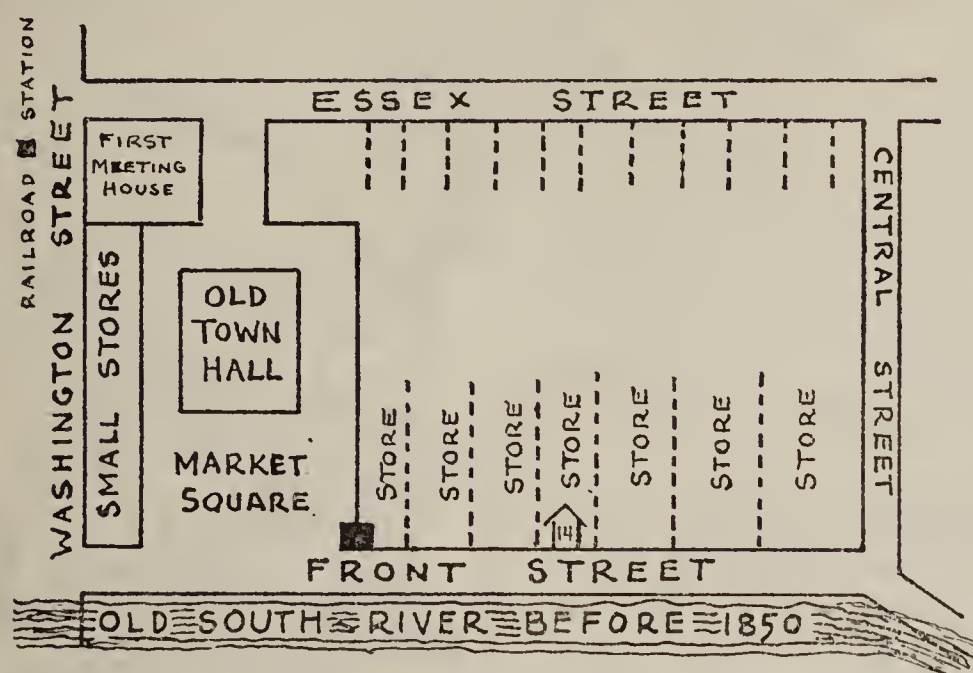 RAILROAD STATION
WASHINGTON STREET
ESSEX STREET
FIRST
MEETING
HOUSE
SMALL STORES
OLD
TOWN
HALL
MARKET
SQUARE
STORE
STORE
STORE
STORE
STORE
STORE
STORE
14
CENTRAL STREET
FRONT STREET
OLD SOUTH RIVER BEFORE 1850